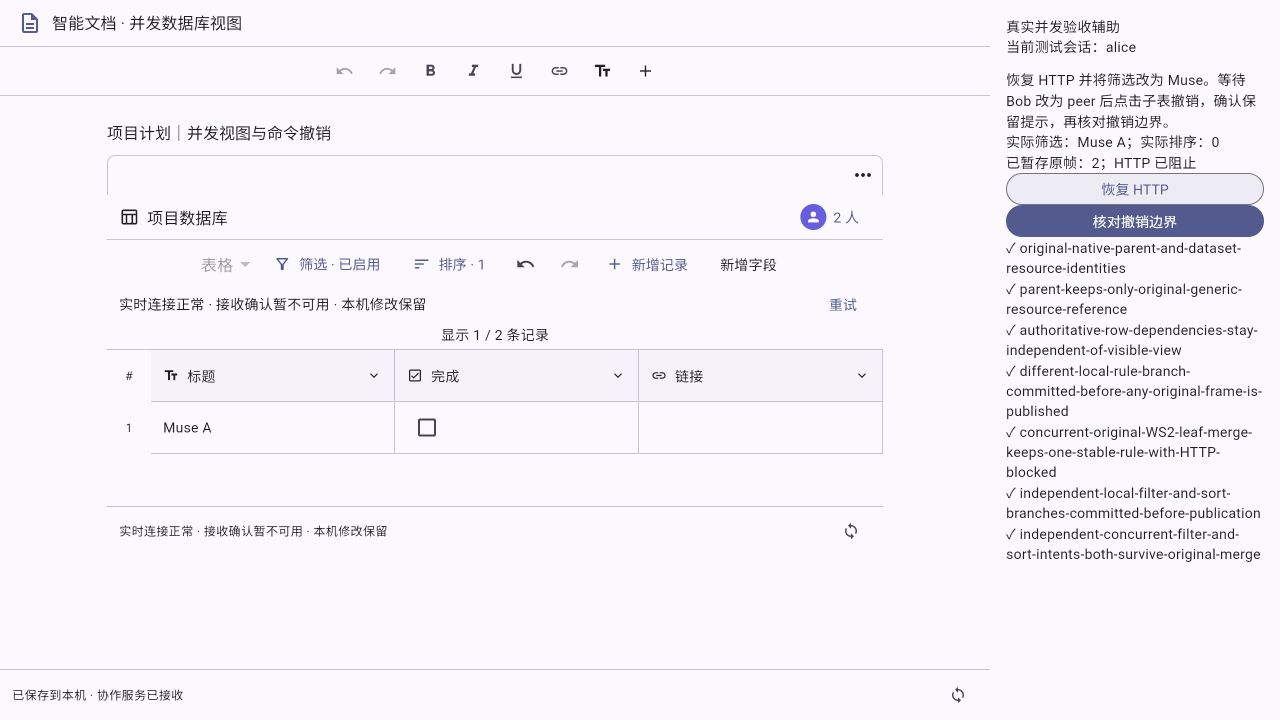 智能文档 · 并发数据库视图
B I U Tt +
项目计划｜并发视图与命令撤销
项目数据库
2 人
表格
筛选 · 已启用
排序 · 1
新增记录
新增字段
实时连接正常 · 接收确认暂不可用 · 本机修改保留
重试
显示 1 / 2 条记录
# Tt 标题 完成 链接
1 Muse A
实时连接正常 · 接收确认暂不可用 · 本机修改保留
已保存到本机 · 协作服务已接收
真实并发验收辅助
当前测试会话：alice
恢复 HTTP 并将筛选改为 Muse。等待
Bob 改为 peer 后点击子表撤销，确认保
留提示，再核对撤销边界。
实际筛选：Muse A；实际排序：0
已暂存原帧：2；HTTP 已阻止
恢复 HTTP
核对撤销边界
✓ original-native-parent-and-dataset-
resource-identities
✓ parent-keeps-only-original-generic-
resource-reference
✓ authoritative-row-dependencies-stay-
independent-of-visible-view
✓ different-local-rule-branch-
committed-before-any-original-frame-is-
published
✓ concurrent-original-WS2-leaf-merge-
keeps-one-stable-rule-with-HTTP-
blocked
✓ independent-local-filter-and-sort-
branches-committed-before-publication
✓ independent-concurrent-filter-and-
sort-intents-both-survive-original-merge